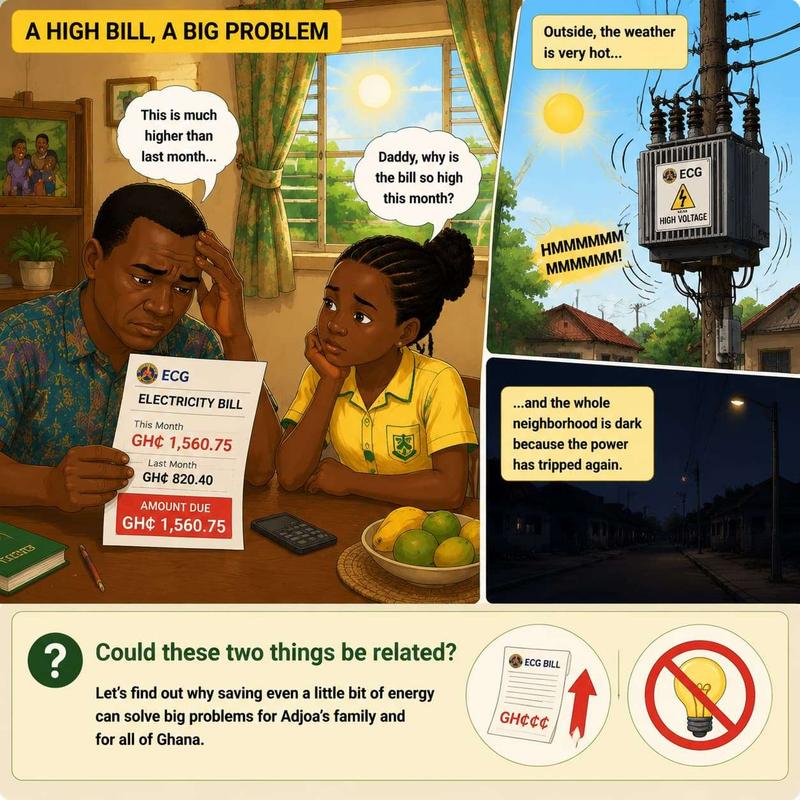 A HIGH BILL, A BIG PROBLEM
This is much
higher than
last month...
Daddy, why is
the bill so high
this month?
ECG
ELECTRICITY BILL
This Month
GH₵ 1,560.75
Last Month
GH₵ 820.40
AMOUNT DUE
GH₵ 1,560.75
Outside, the weather
is very hot...
ECG
HIGH VOLTAGE
HMMMMMM
MMMMMM!
...and the whole
neighborhood is dark
because the power
has tripped again.
?
Could these two things be related?
Let's find out why saving even a little bit of energy
can solve big problems for Adjoa's family and
for all of Ghana.
ECG BILL
GH₵₵₵